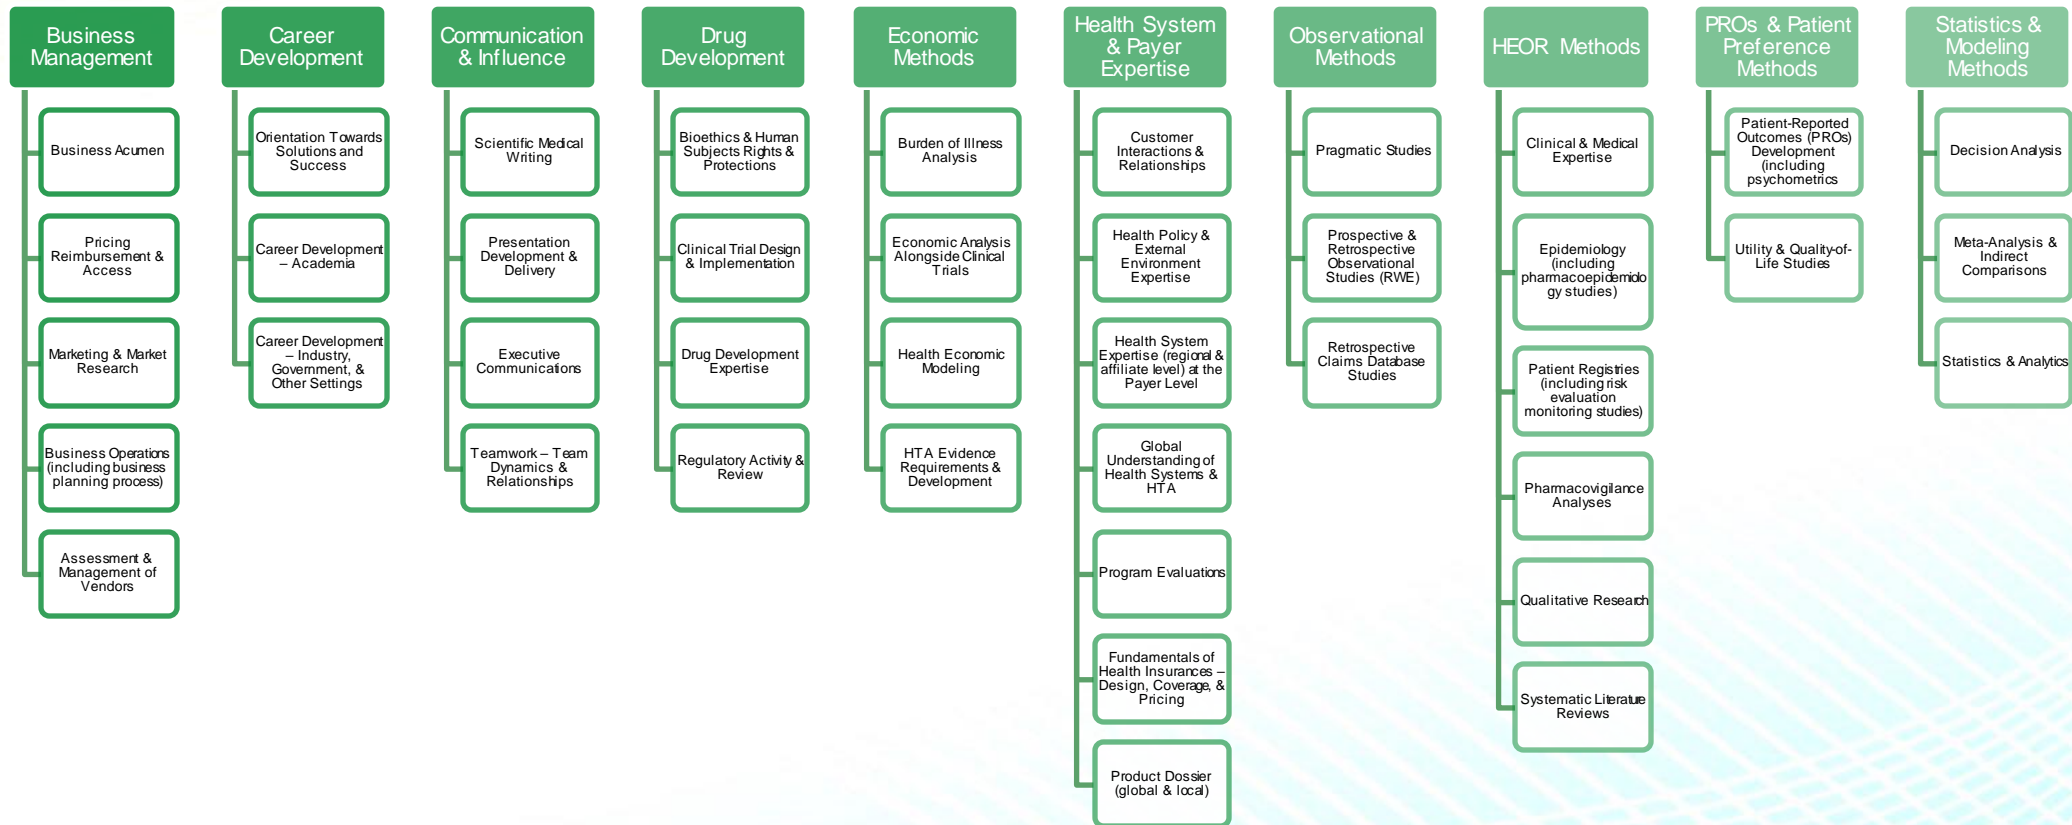 Business
Management
Business Acumen
Pricing
Reimbursement &
Access
Marketing & Market
Research
Business Operations
(including business
planning process)
Assessment &
Management of
Vendors
Career
Development
Orientation Towards
Solutions and
Success
Career Development
– Academia
Career Development
– Industry,
Government, &
Other Settings
Communication
& Influence
Scientific Medical
Writing
Presentation
Development &
Delivery
Executive
Communications
Teamwork – Team
Dynamics &
Relationships
Drug
Development
Bioethics & Human
Subjects Rights &
Protections
Clinical Trial Design
& Implementation
Drug Development
Expertise
Regulatory Activity &
Review
Economic
Methods
Burden of Illness
Analysis
Economic Analysis
Alongside Clinical
Trials
Health Economic
Modeling
HTA Evidence
Requirements &
Development
Health System
& Payer
Expertise
Customer
Interactions &
Relationships
Health Policy &
External
Environment
Expertise
Health System
Expertise (regional &
affiliate level) at the
Payer Level
Global
Understanding of
Health Systems &
HTA
Program Evaluations
Fundamentals of
Health Insurances –
Design, Coverage, &
Pricing
Product Dossier
(global & local)
Observational
Methods
Pragmatic Studies
Prospective &
Retrospective
Observational
Studies (RWE)
Retrospective
Claims Database
Studies
HEOR Methods
Clinical & Medical
Expertise
Epidemiology
(including
pharmacoepidemiolo
gy studies)
Patient Registries
(including risk
evaluation
monitoring studies)
Pharmacovigilance
Analyses
Qualitative Research
Systematic Literature
Reviews
PROs & Patient
Preference
Methods
Patient-Reported
Outcomes (PROs)
Development
(including
psychometrics
Utility & Quality-of-
Life Studies
Statistics &
Modeling
Methods
Decision Analysis
Meta-Analysis &
Indirect
Comparisons
Statistics & Analytics